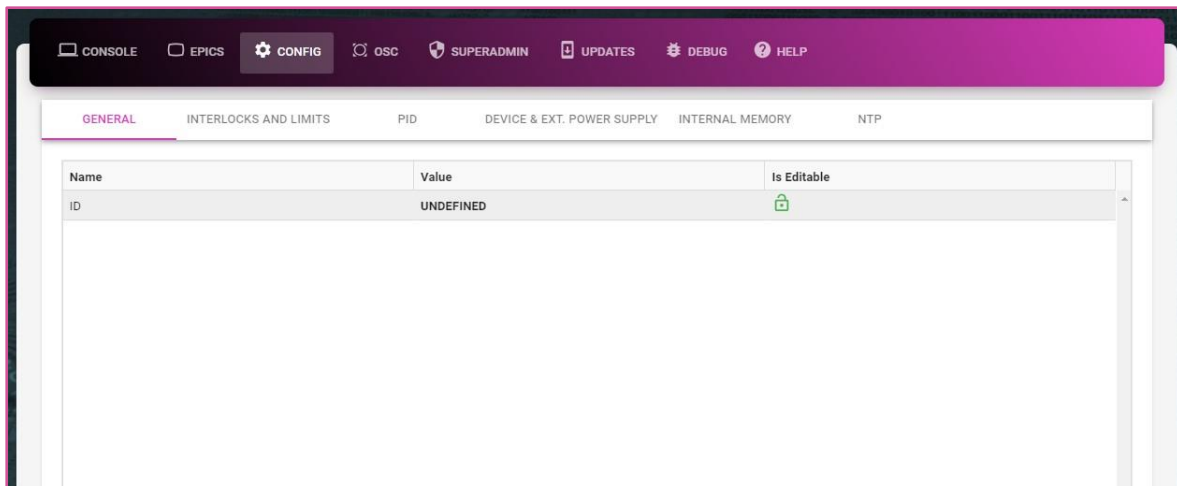 CONSOLE EPICS CONFIG OSC SUPERADMIN UPDATES DEBUG HELP
GENERAL INTERLOCKS AND LIMITS PID DEVICE & EXT. POWER SUPPLY INTERNAL MEMORY NTP
Name Value Is Editable
ID UNDEFINED